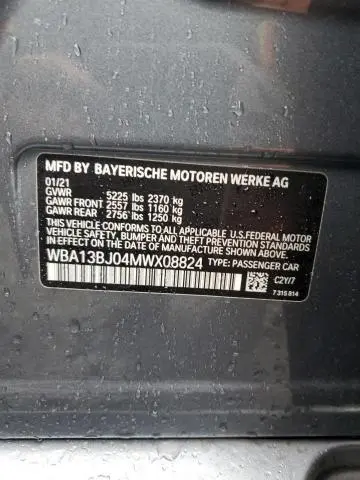 MFD BY BAYERISCHE MOTOREN WERKE AG
01/21
GVWR 5225 lbs 2370 kg
GAWR FRONT 2557 lbs 1160 kg
GAWR REAR 2756 lbs 1250 kg
THIS VEHICLE CONFORMS TO ALL APPLICABLE U.S.FEDERAL MOTOR
VEHICLE SAFETY, BUMPER, AND THEFT PREVENTION STANDARDS
IN EFFECT ON THE DATE OF MANUFACTURE SHOWN ABOVE.
WBA13BJ04MWX08824 TYPE: PASSENGER CAR
C2Y/7
7 315 814